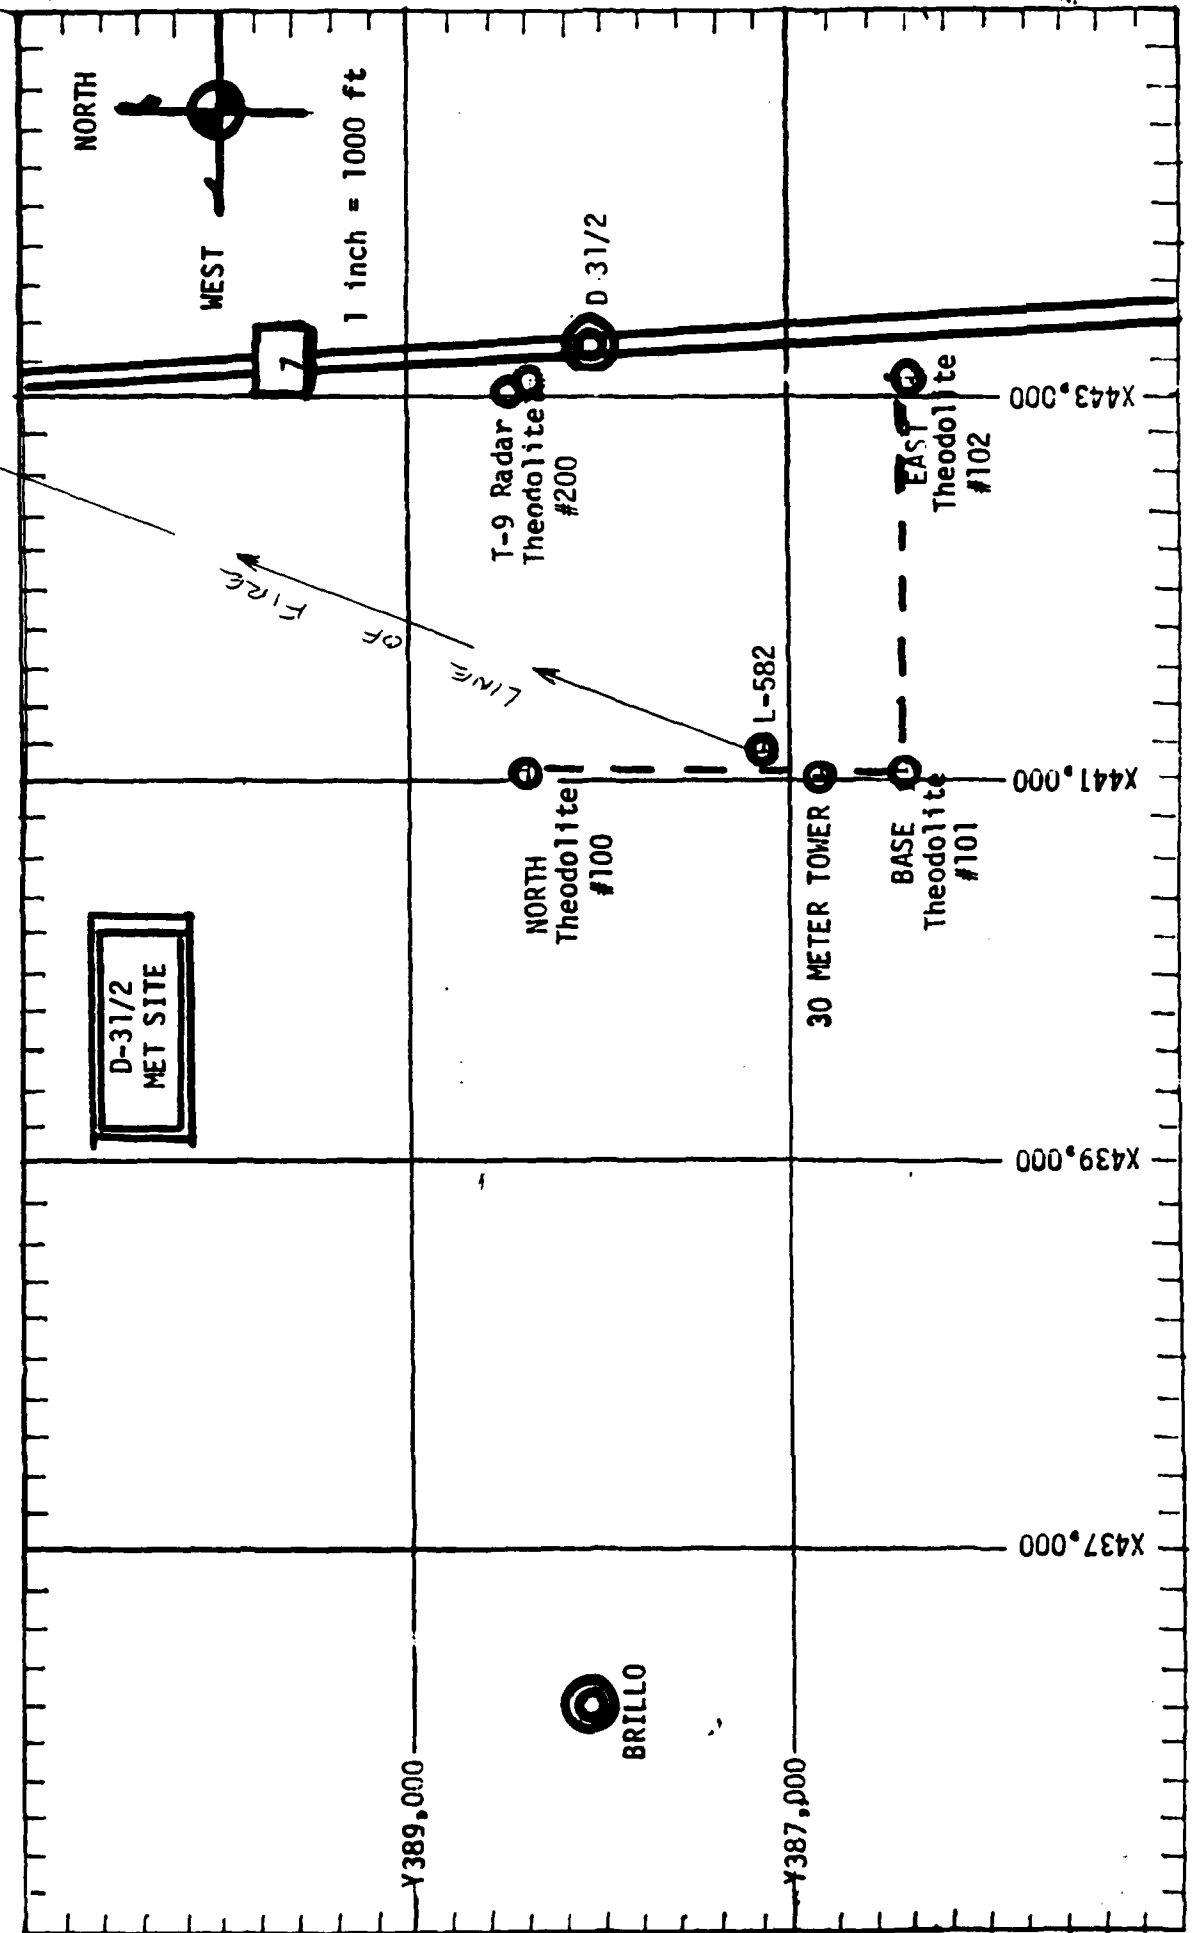 NORTH
WEST
1 inch = 1000 ft
7
D 31/2
T-9 Radar
Theodolite
#200
LINE OF FIRE
L-582
NORTH
Theodolite
#100
30 METER TOWER
BASE
Theodolite
#101
EAST
Theodolite
#102
D-31/2
MET SITE
BRILLO
Y389,000
Y387,000
X443,000
X441,000
X439,000
X437,000